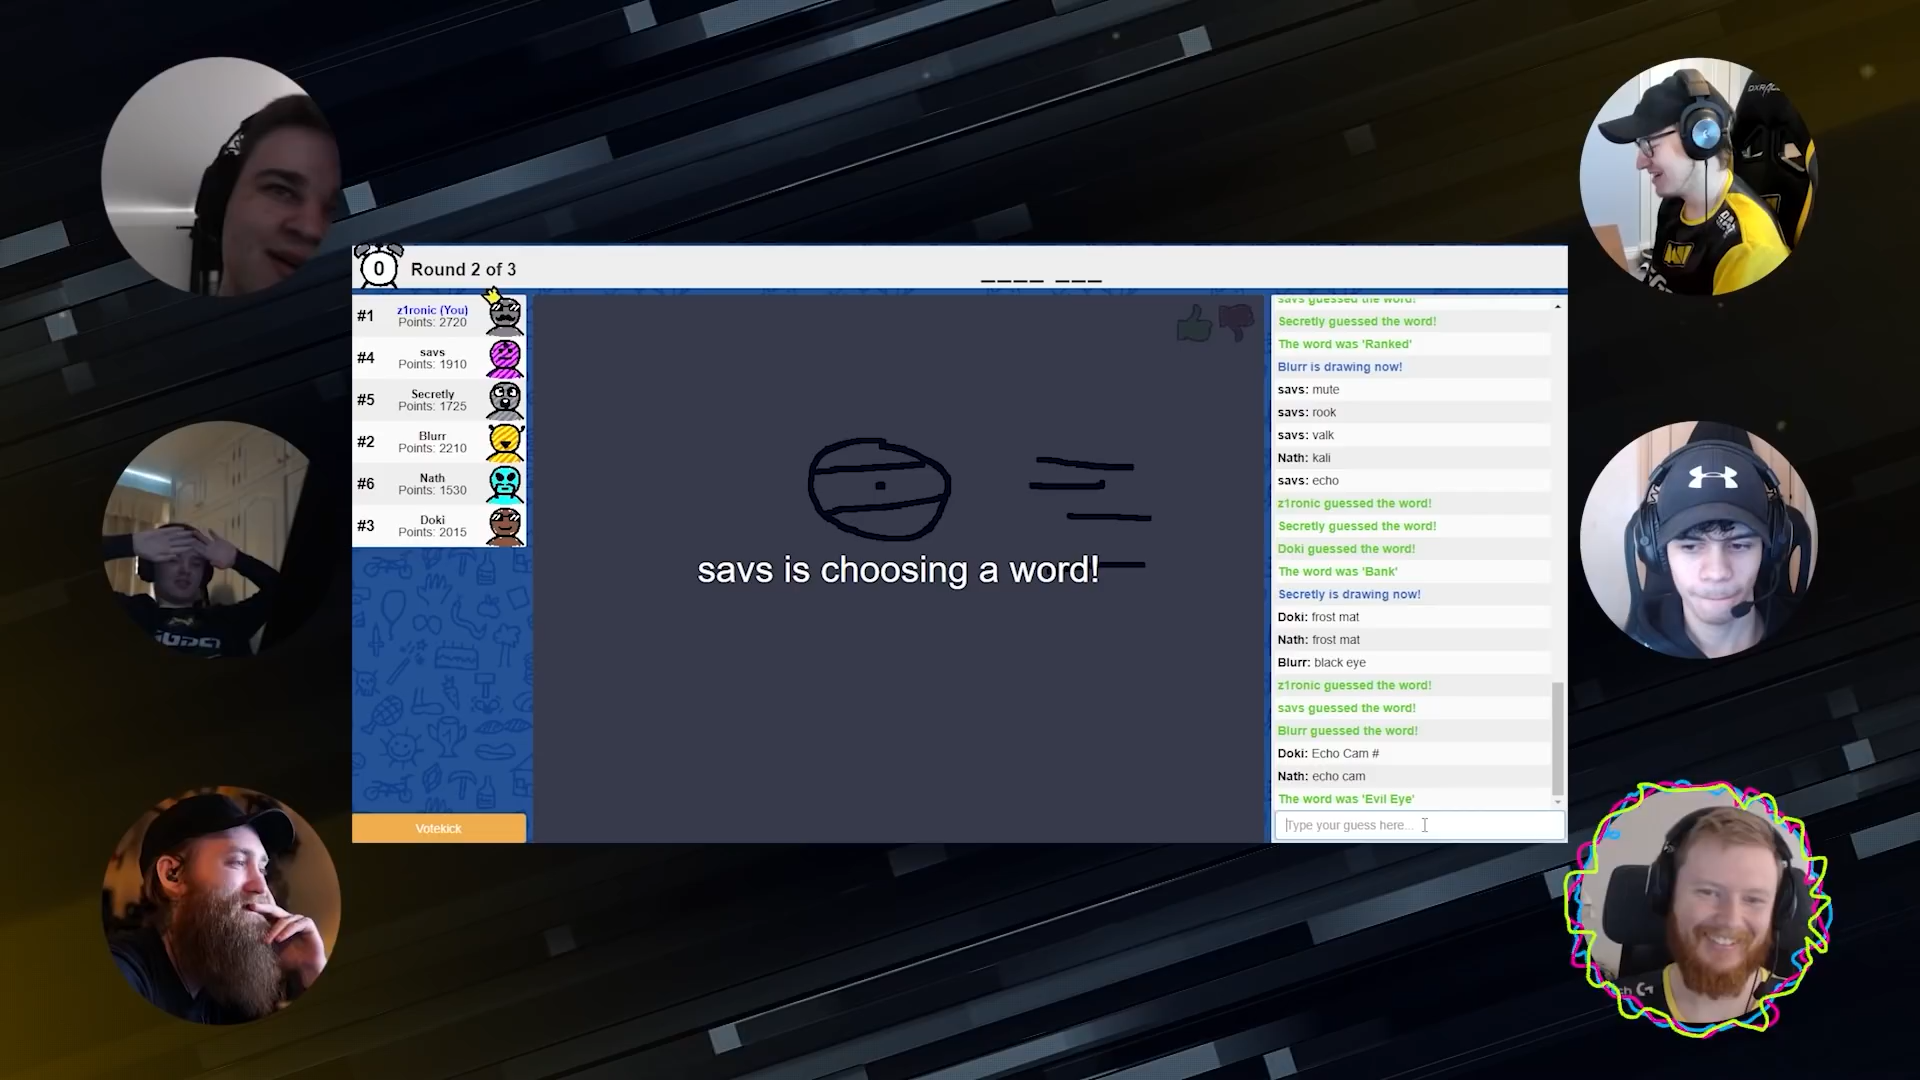 0
Round 2 of 3
#1
z1ronic (You)
Points: 2720
#4
savs
Points: 1910
#5
Secretly
Points: 1725
#2
Blurr
Points: 2210
#6
Nath
Points: 1530
#3
Doki
Points: 2015
Votekick
savs is choosing a word!
savs guessed the word!
Secretly guessed the word!
The word was 'Ranked'
Blurr is drawing now!
savs: mute
savs: rook
savs: valk
Nath: kali
savs: echo
z1ronic guessed the word!
Secretly guessed the word!
Doki guessed the word!
The word was 'Bank'
Secretly is drawing now!
Doki: frost mat
Nath: frost mat
Blurr: black eye
z1ronic guessed the word!
savs guessed the word!
Blurr guessed the word!
Doki: Echo Cam #
Nath: echo cam
The word was 'Evil Eye'
Type your guess here...